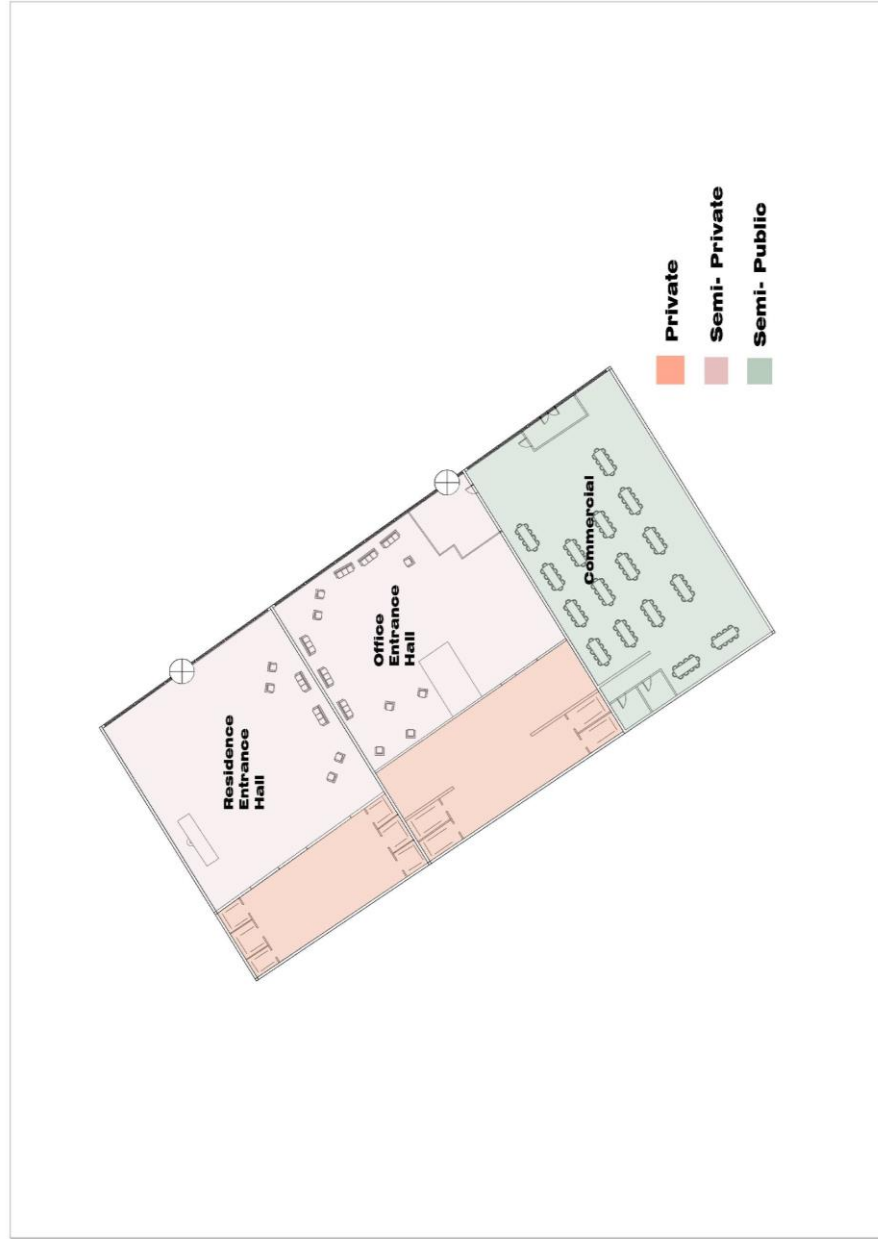 Residence
Entrance
Hall
Office
Entrance
Hall
Commercial
Private
Semi- Private
Semi- Public